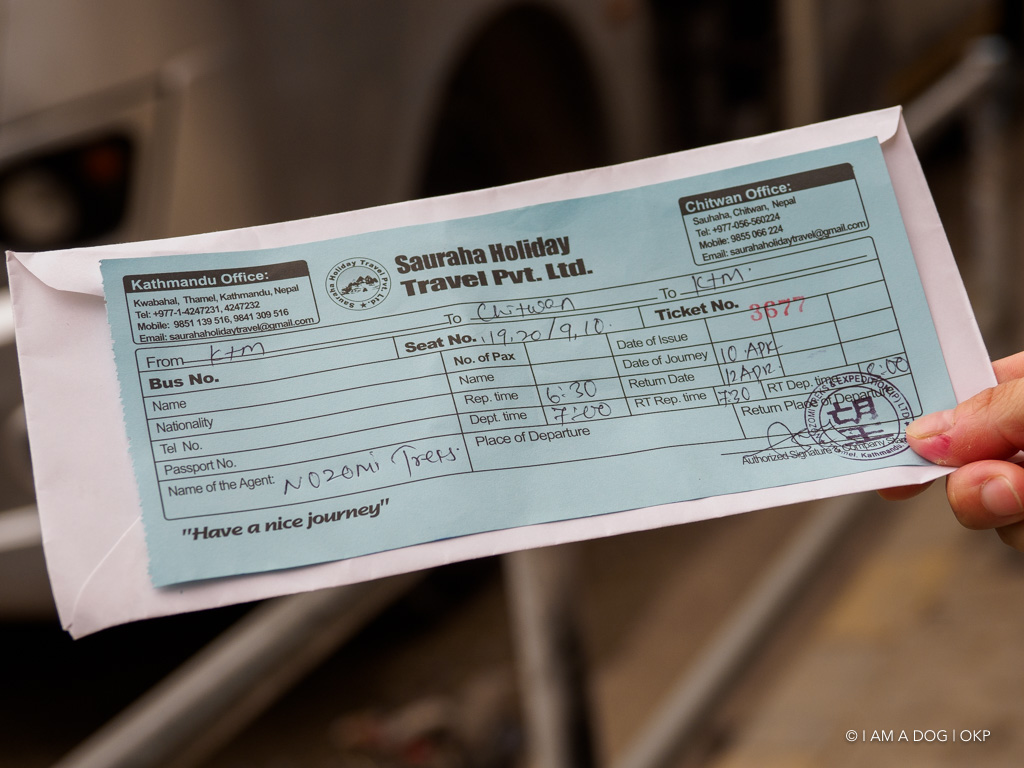 Kathmandu Office:
Kwabahal, Thamel, Kathmandu, Nepal
Tel: +977-1-4247231, 4247232
Mobile: 9851 139 516, 9841 309 516
Email: saurahaholidaytravel@gmail.com
Sauraha Holiday Travel Pvt. Ltd.
Sauraha Holiday
Travel Pvt. Ltd.
Chitwan Office:
Sauhaha, Chitwan, Nepal
Tel: +977-056-560224
Mobile: 9855 066 224
Email: saurahaholidaytravel@gmail.com
From KTM To Chitwan To KTM.
Bus No. Seat No. 19,20/9,10. Ticket No. 3677
Name No. of Pax Date of Issue
Nationality Name Date of Journey 10 APR
Tel No. Rep. time 6:30 Return Date 12 APR.
Passport No. Dept. time 7:00 RT Rep. time 7:30 RT Dep. time 8:00
Name of the Agent: NOZOMI Treks. Place of Departure Return Place of Departure
Authorized Signature & Company
"Have a nice journey"
© I AM A DOG | OKP